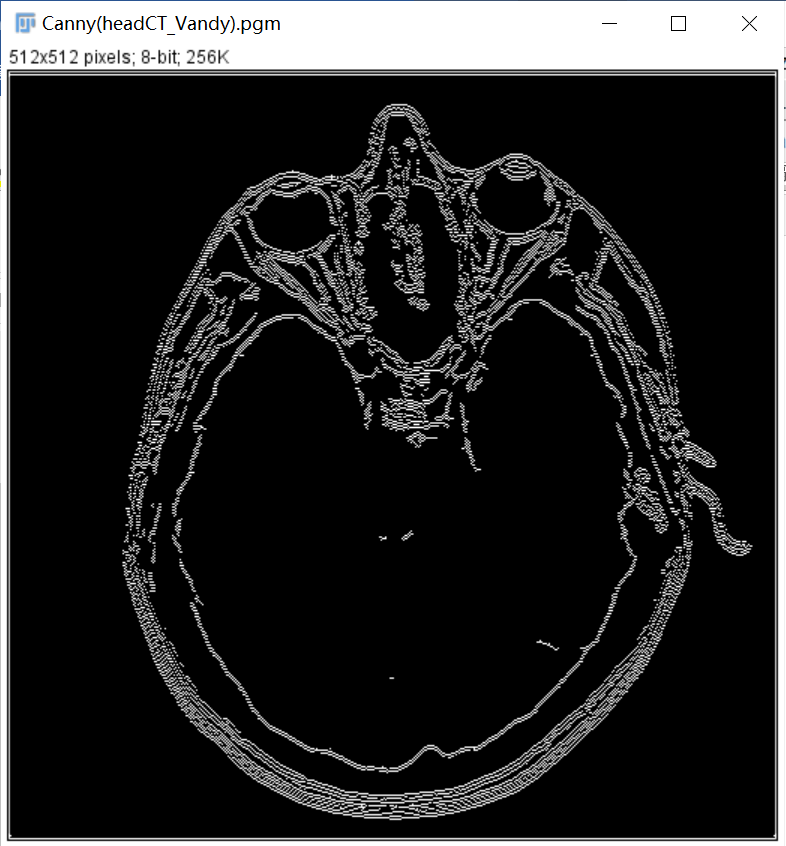 Canny(headCT_Vandy).pgm
512x512 pixels; 8-bit; 256K